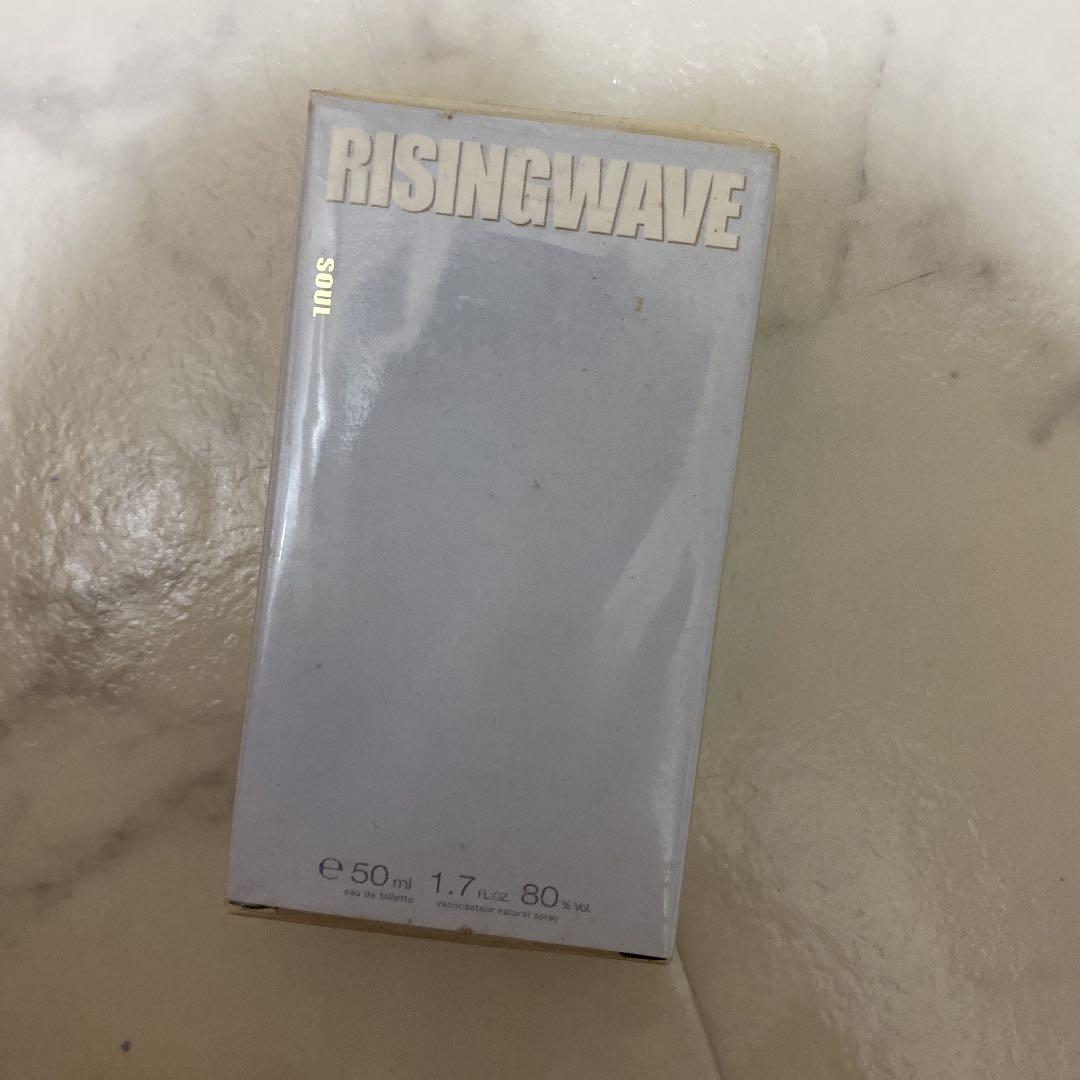 RISINGWAVE
SOUL
e 50 ml 1.7 FL.OZ. 80 % Vol.
eau de toilette vaporisateur natural spray